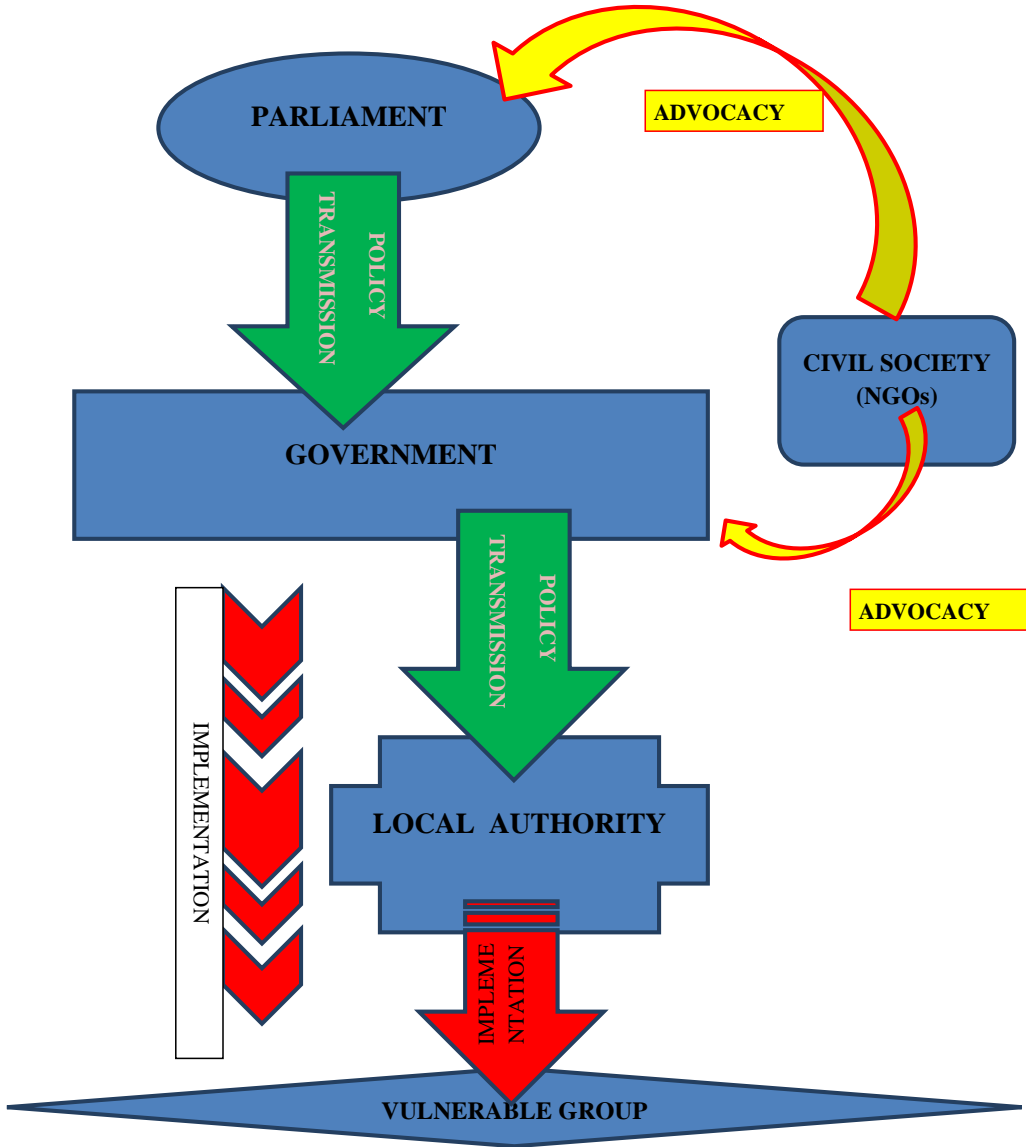 PARLIAMENT
ADVOCACY
POLICY
TRANSMISSION
CIVIL SOCIETY
(NGOs)
GOVERNMENT
POLICY
TRANSMISSION
ADVOCACY
IMPLEMENTATION
LOCAL AUTHORITY
IMPLEME
NTATION
VULNERABLE GROUP